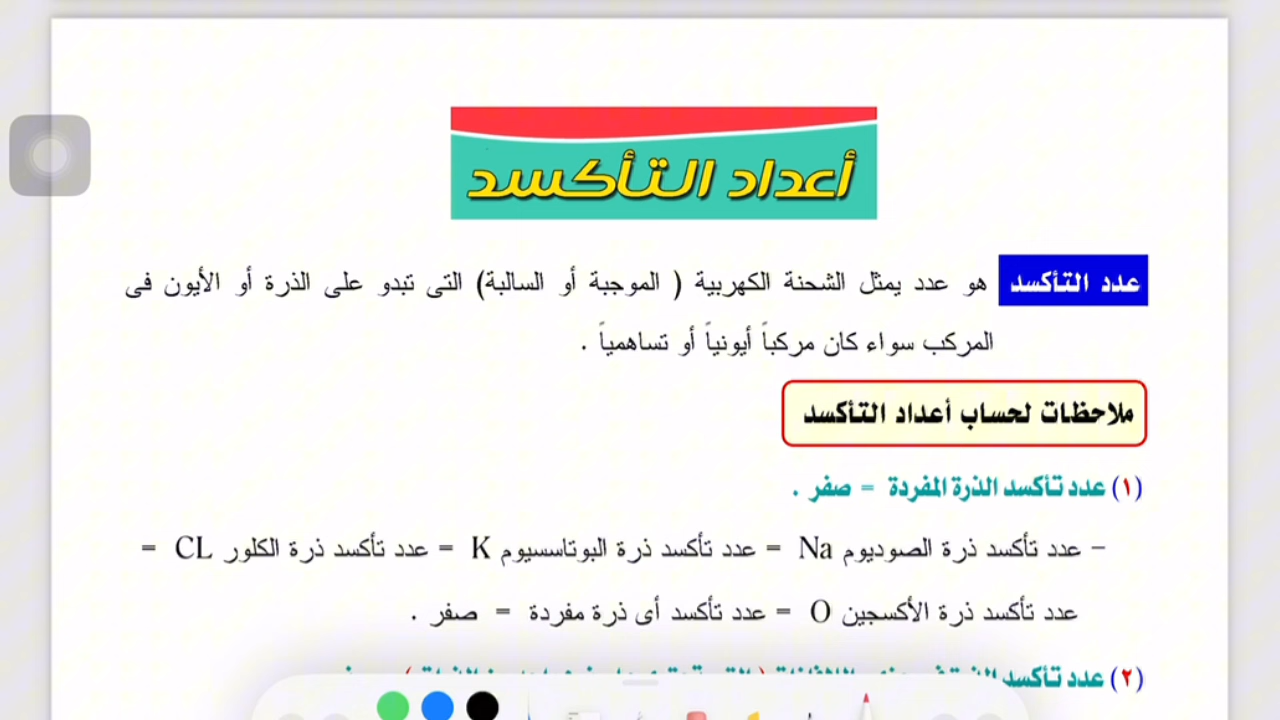 أعداد التأكسد
عدد التأكسد هو عدد يمثل الشحنة الكهربية ( الموجبة أو السالبة) التى تبدو على الذرة أو الأيون فى
المركب سواء كان مركباً أيونياً أو تساهمياً .
ملاحظات لحساب أعداد التأكسد
(١) عدد تأكسد الذرة المفردة = صفر .
– عدد تأكسد ذرة الصوديوم Na = عدد تأكسد ذرة البوتاسسيوم K = عدد تأكسد ذرة الكلور CL =
عدد تأكسد ذرة الأكسجين O = عدد تأكسد أى ذرة مفردة = صفر .
(٢) عدد تأكسد